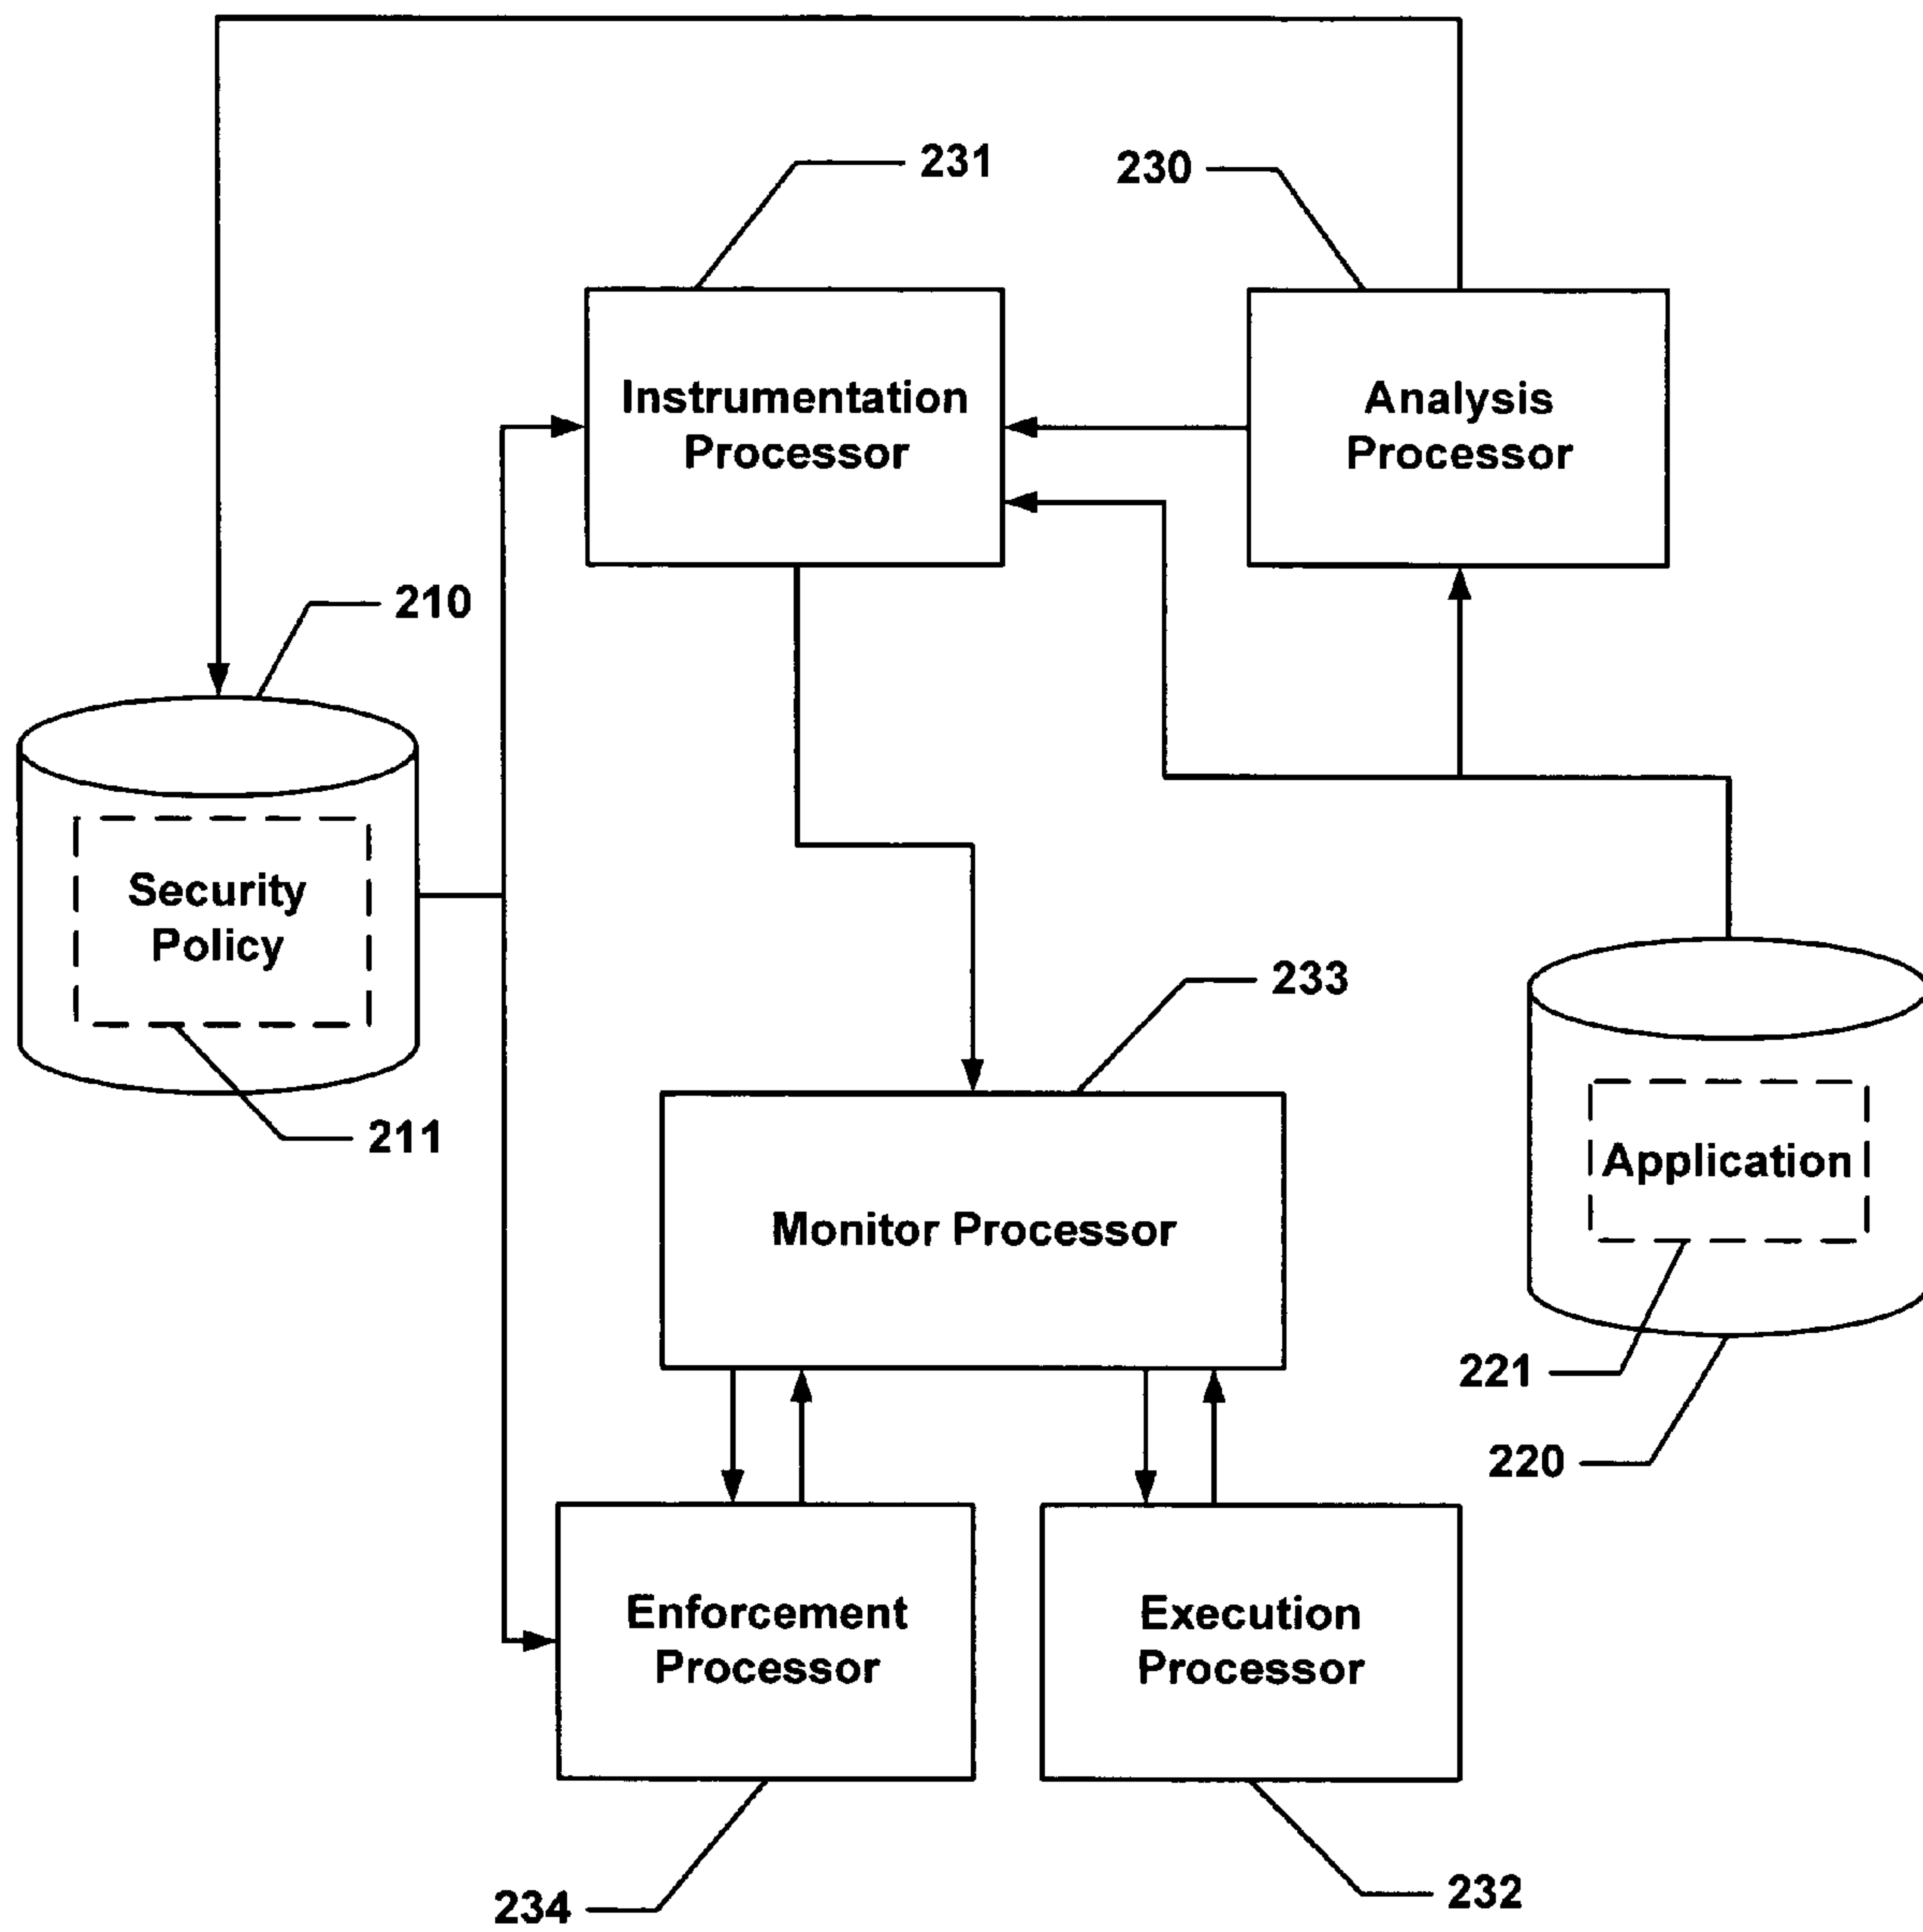 231
230
Instrumentation
Processor
Analysis
Processor
210
Security
Policy
233
211
Application
Monitor Processor
221
220
Enforcement
Processor
Execution
Processor
234
232